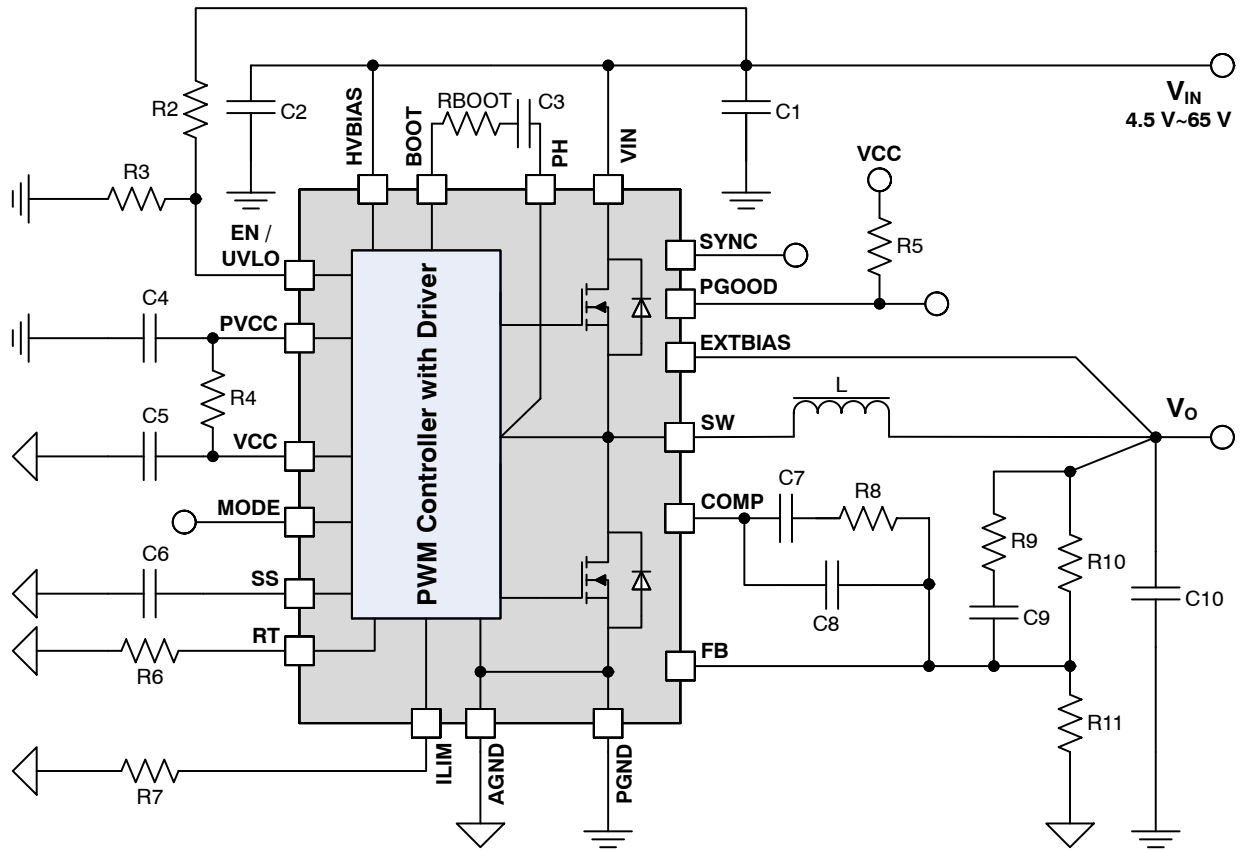 R2
C2
HVBIAS
BOOT
RBOOT
C3
PH
VIN
C1
VIN
4.5 V~65 V
R3
VCC
R5
EN /
UVLO
SYNC
PGOOD
C4
PVCC
EXTBIAS
PWM Controller with Driver
R4
L
VO
C5
VCC
SW
MODE
COMP
C7
R8
R9
R10
C6
SS
C8
C9
C10
RT
R6
FB
R11
R7
ILIM
AGND
PGND